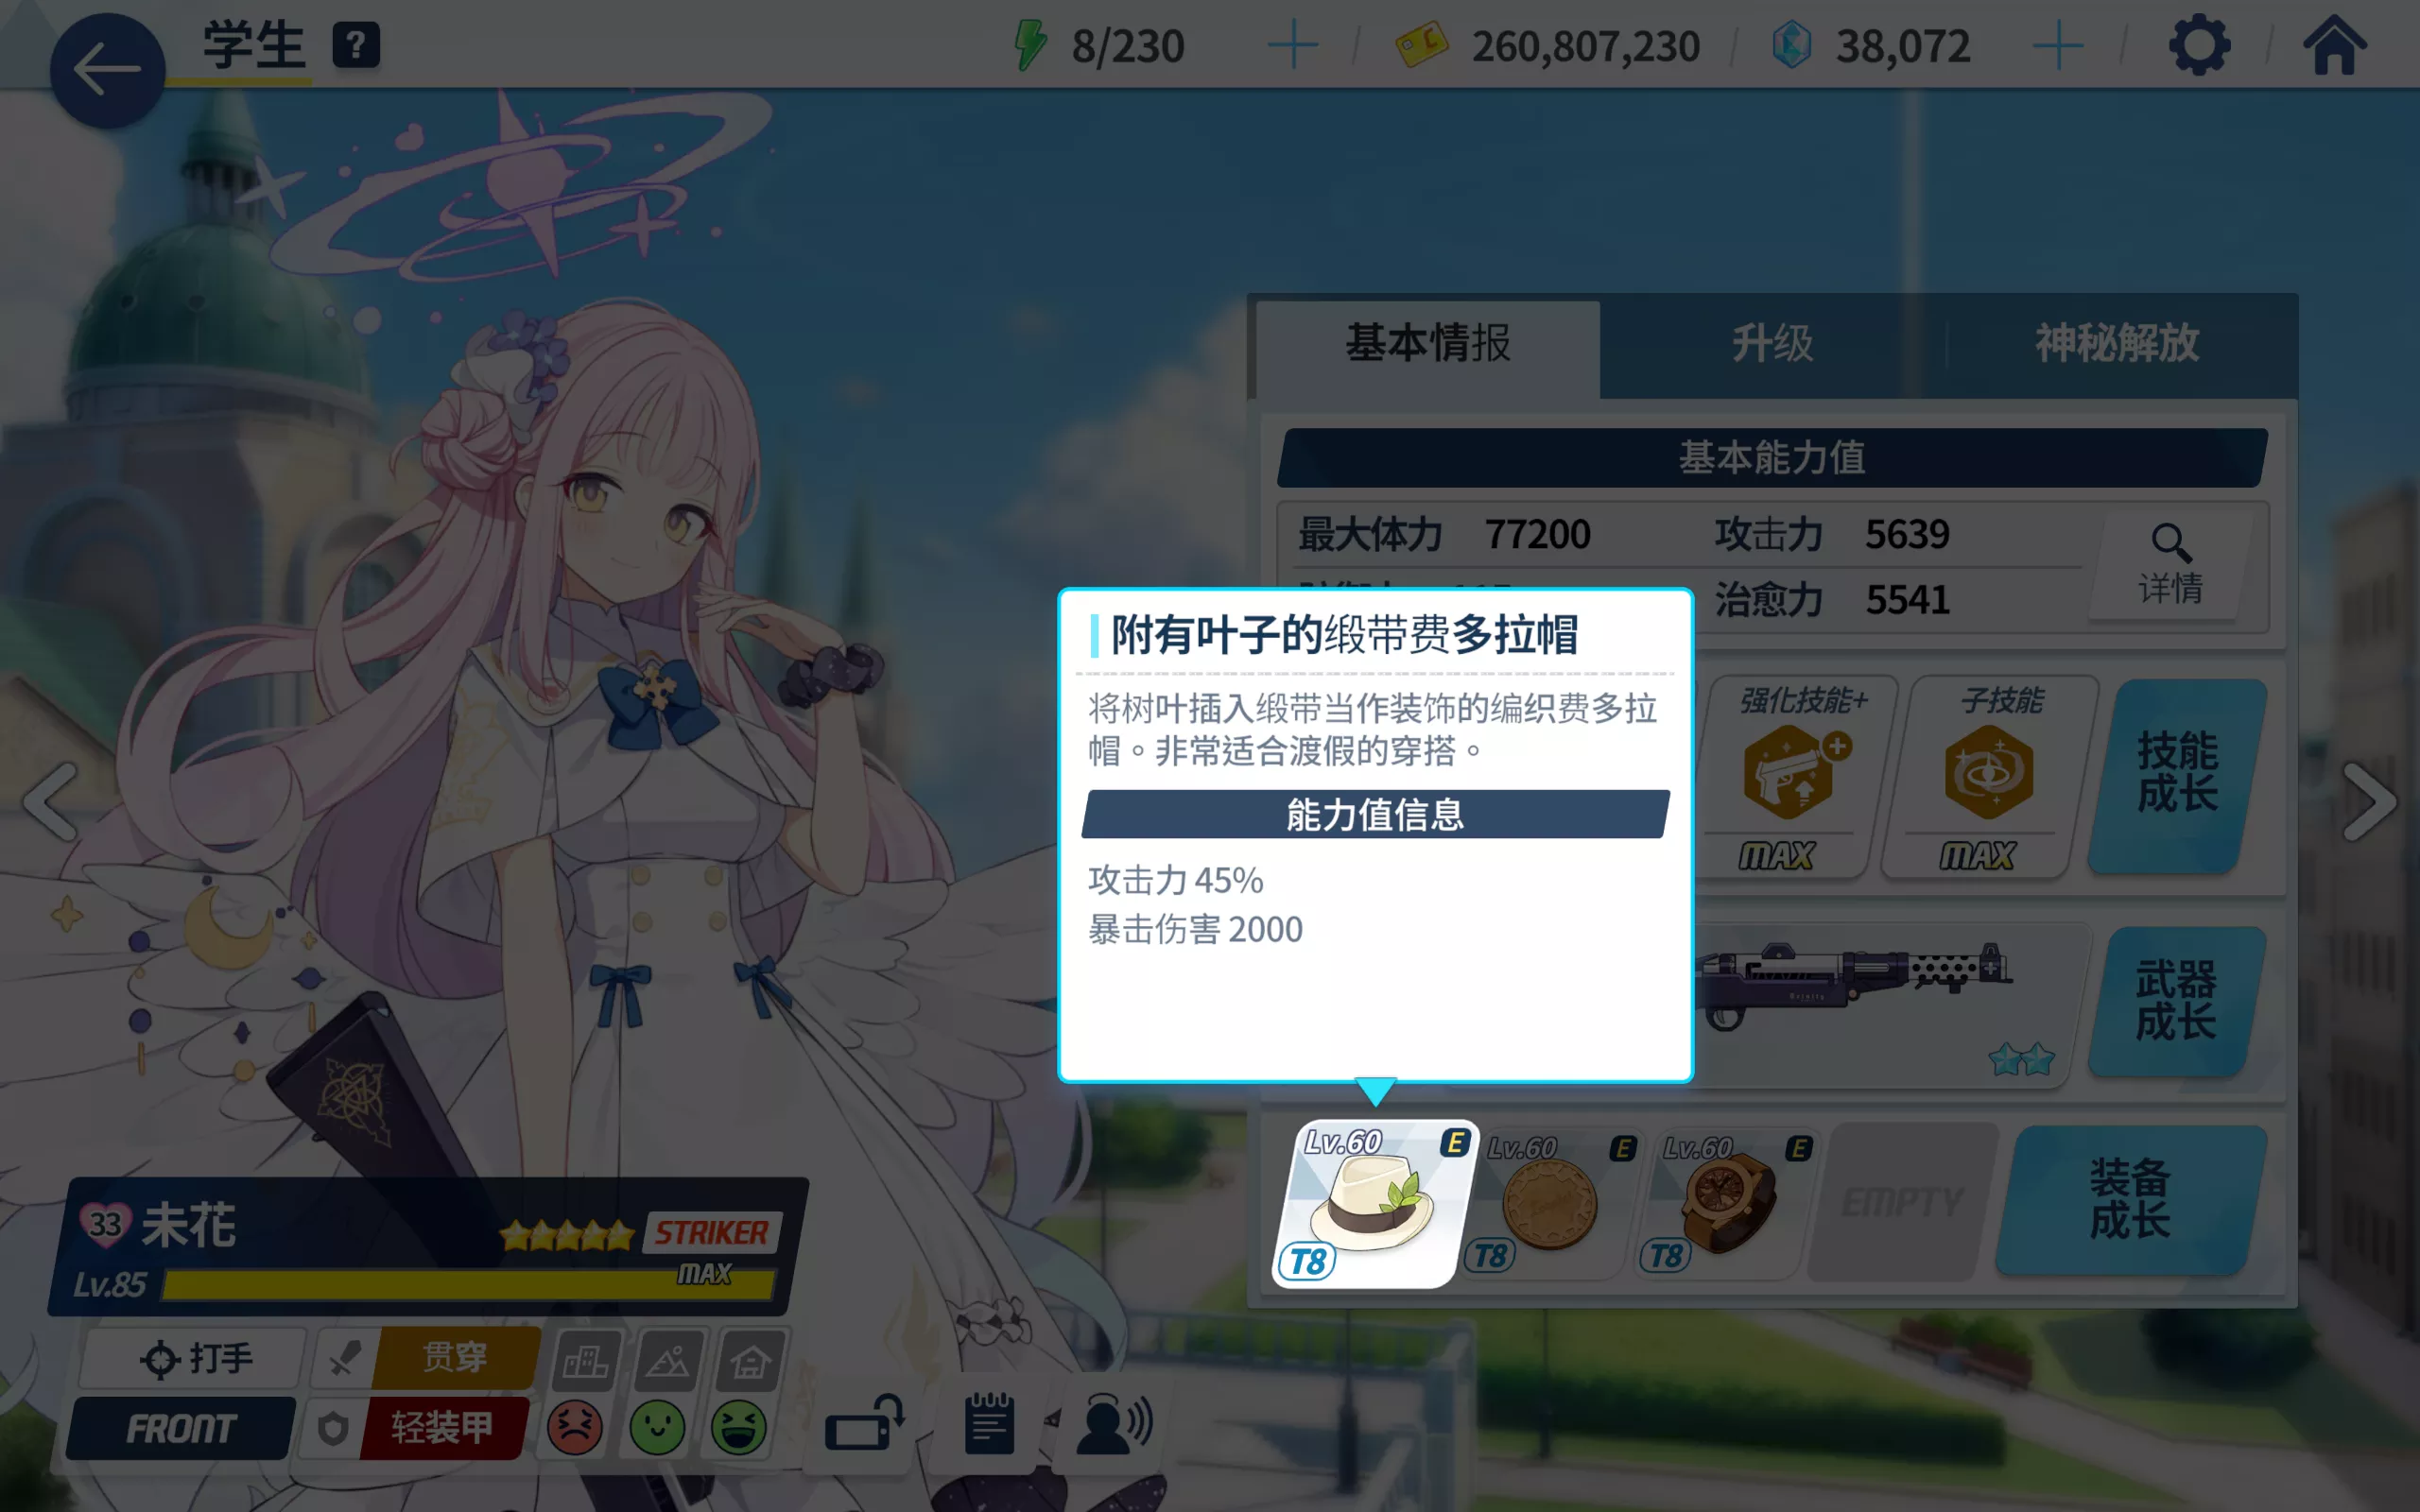 学生 ?
8/230
260,807,230
38,072
基本情报
升级
神秘解放
基本能力值
最大体力 77200
攻击力 5639
治愈力 5541
详情
附有叶子的缎带费多拉帽
将树叶插入缎带当作装饰的编织费多拉
帽。非常适合渡假的穿搭。
能力值信息
攻击力 45%
暴击伤害 2000
强化技能+
MAX
子技能
MAX
技能
成长
武器
成长
Lv.60 E
T8
Lv.60 E
T8
Lv.60 E
T8
EMPTY
装备
成长
33 未花
STRIKER
Lv.85
MAX
打手
贯穿
FRONT
轻装甲